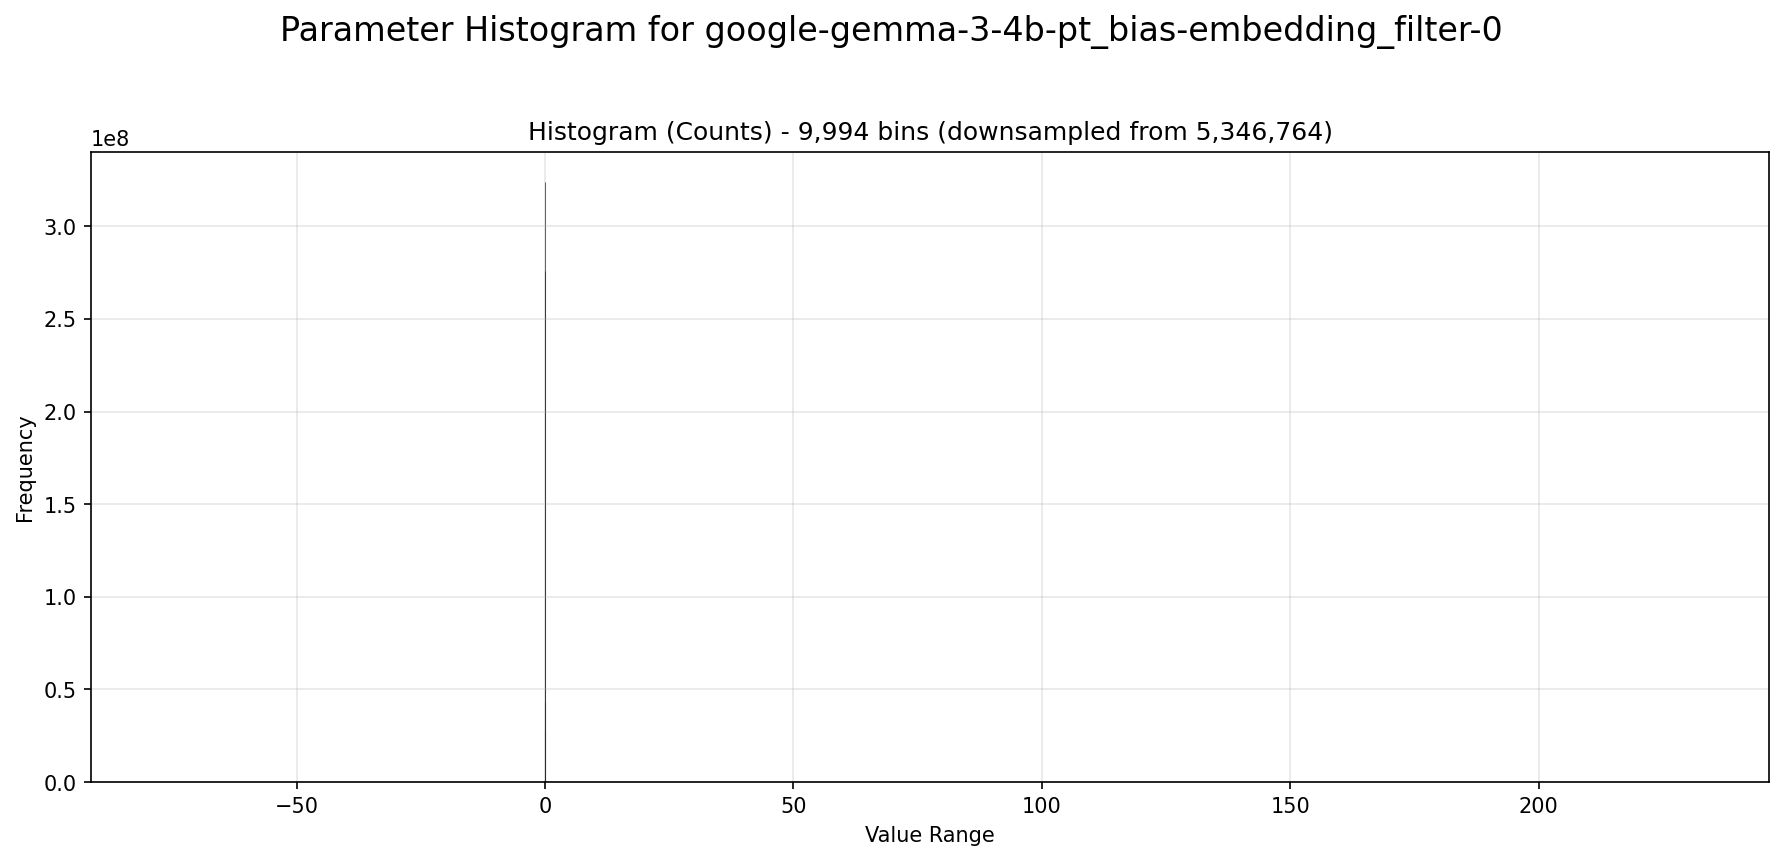 Parameter Histogram for google-gemma-3-4b-pt_bias-embedding_filter-0
Histogram (Counts) - 9,994 bins (downsampled from 5,346,764)
1e8
3.0
2.5
2.0
1.5
1.0
0.5
0.0
Frequency
−50
0
50
100
150
200
Value Range